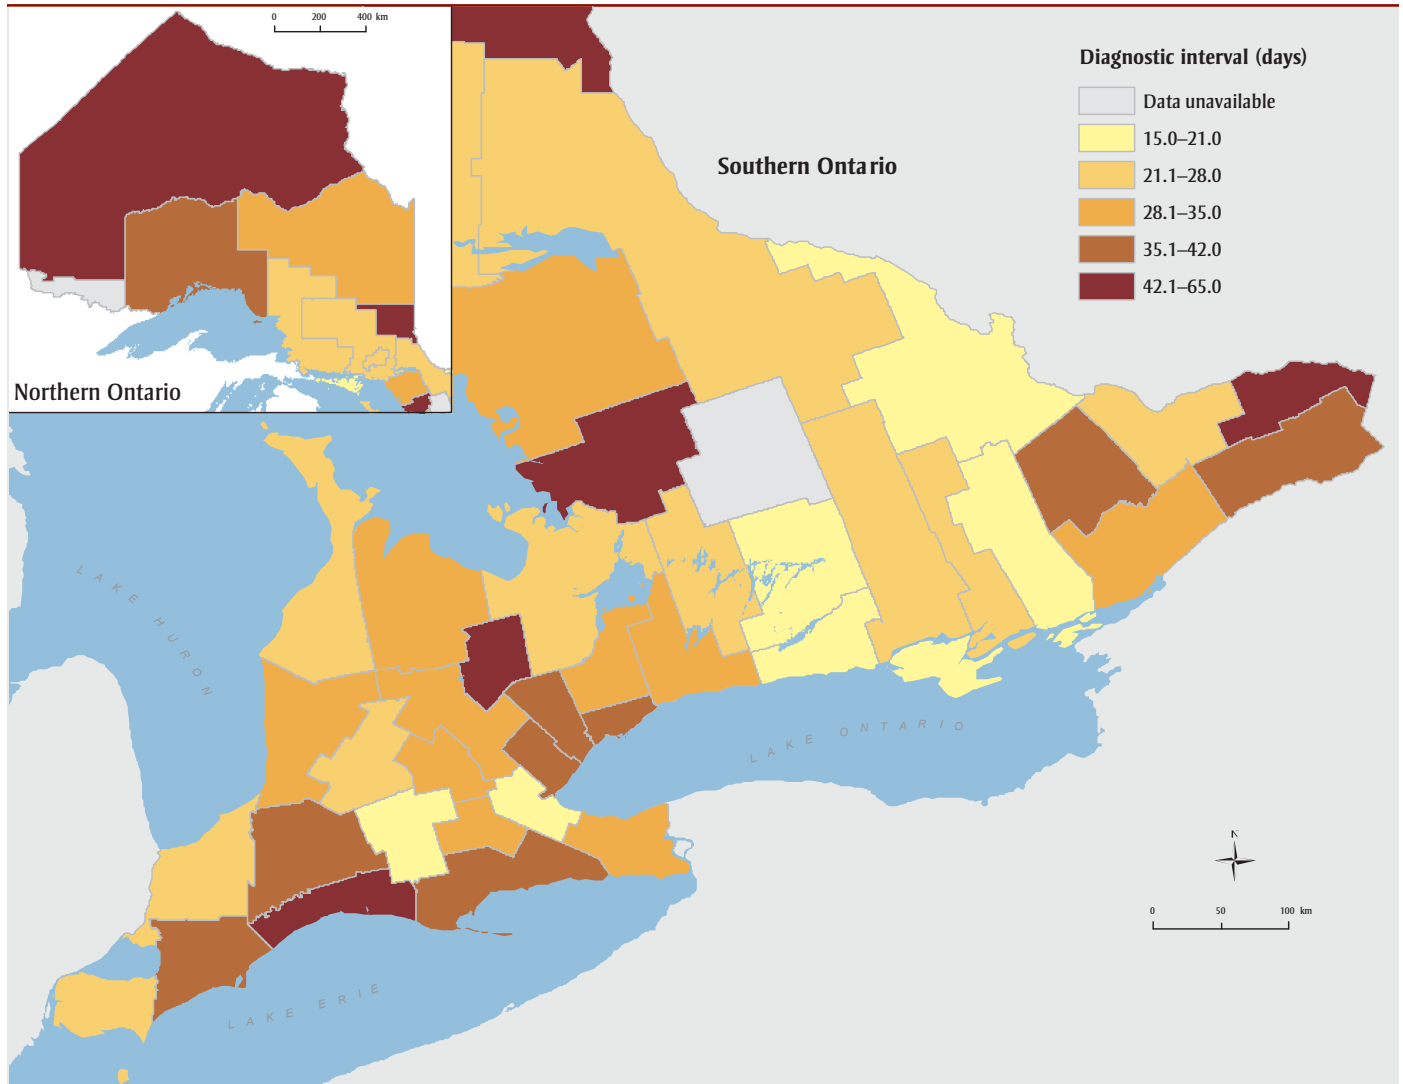 0 200 400 km
Northern Ontario
Southern Ontario
Diagnostic interval (days)
Data unavailable
15.0–21.0
21.1–28.0
28.1–35.0
35.1–42.0
42.1–65.0
LAKE HURON
LAKE ONTARIO
LAKE ERIE
N
0 50 100 km